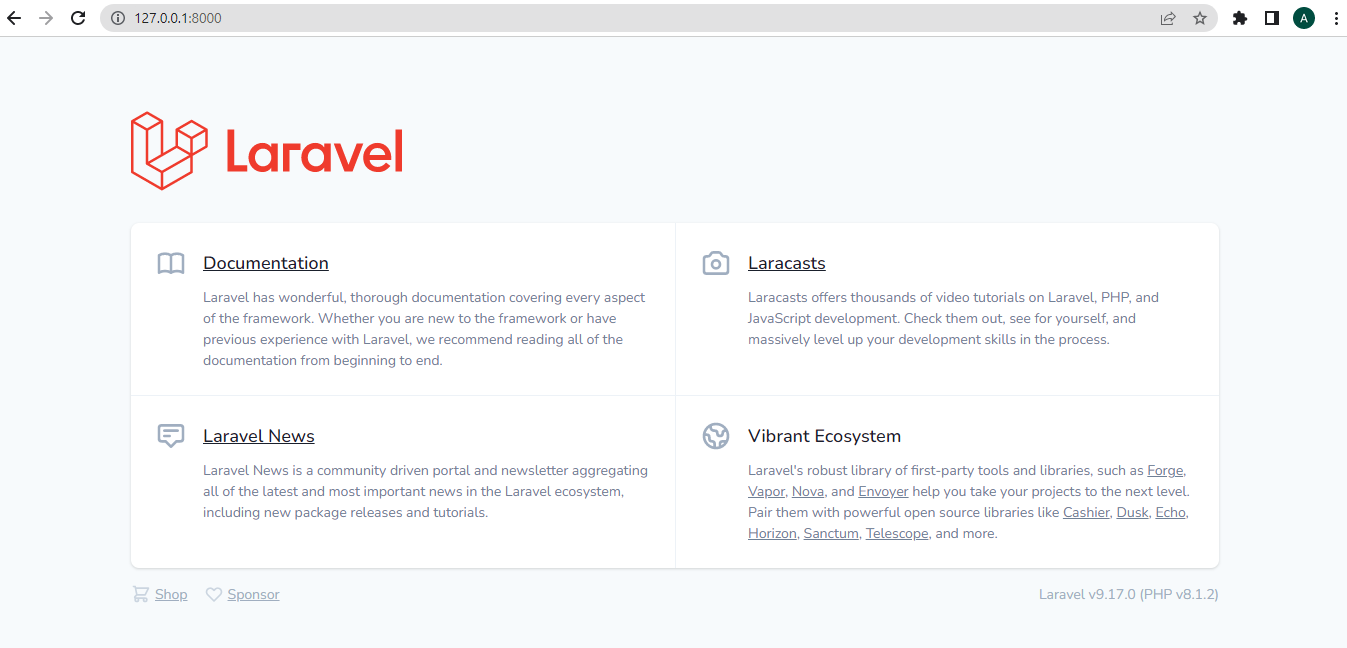 127.0.0.1:8000
A
Laravel
Documentation
Laravel has wonderful, thorough documentation covering every aspect
of the framework. Whether you are new to the framework or have
previous experience with Laravel, we recommend reading all of the
documentation from beginning to end.
Laracasts
Laracasts offers thousands of video tutorials on Laravel, PHP, and
JavaScript development. Check them out, see for yourself, and
massively level up your development skills in the process.
Laravel News
Laravel News is a community driven portal and newsletter aggregating
all of the latest and most important news in the Laravel ecosystem,
including new package releases and tutorials.
Vibrant Ecosystem
Laravel's robust library of first-party tools and libraries, such as Forge,
Vapor, Nova, and Envoyer help you take your projects to the next level.
Pair them with powerful open source libraries like Cashier, Dusk, Echo,
Horizon, Sanctum, Telescope, and more.
Shop Sponsor Laravel v9.17.0 (PHP v8.1.2)